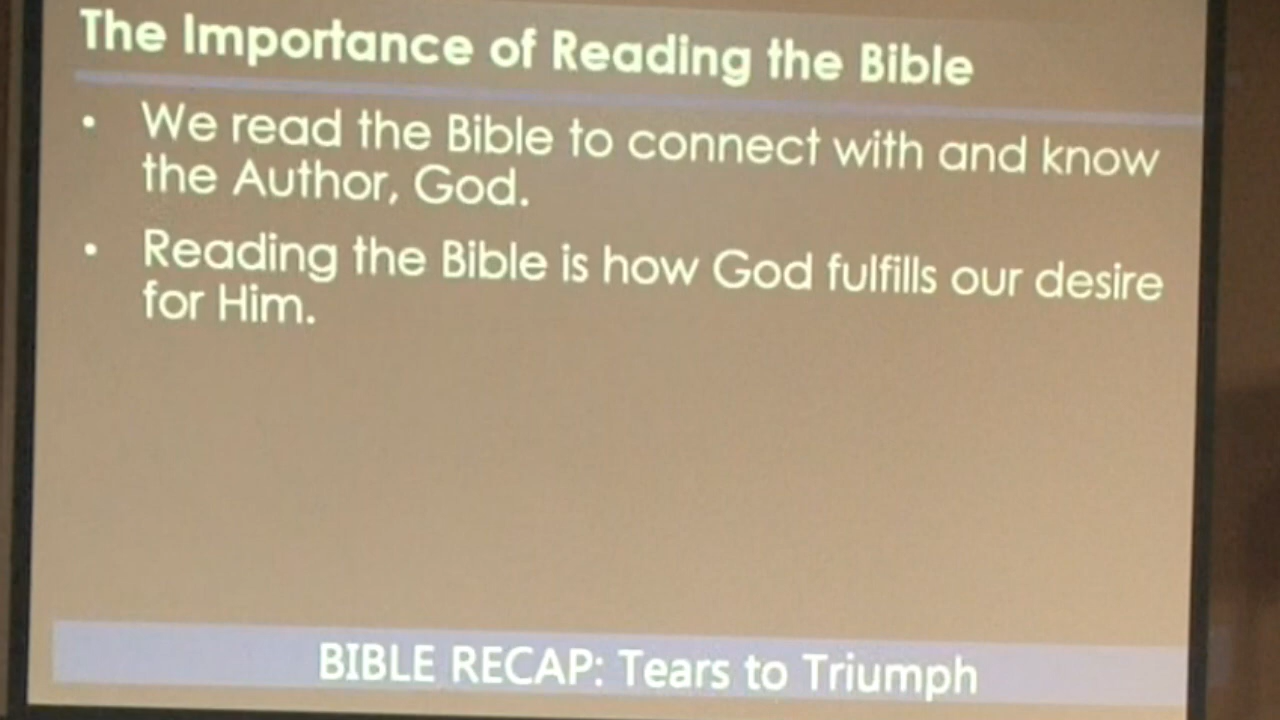 The Importance of Reading the Bible
• We read the Bible to connect with and know
the Author, God.
• Reading the Bible is how God fulfills our desire
for Him.
BIBLE RECAP: Tears to Triumph